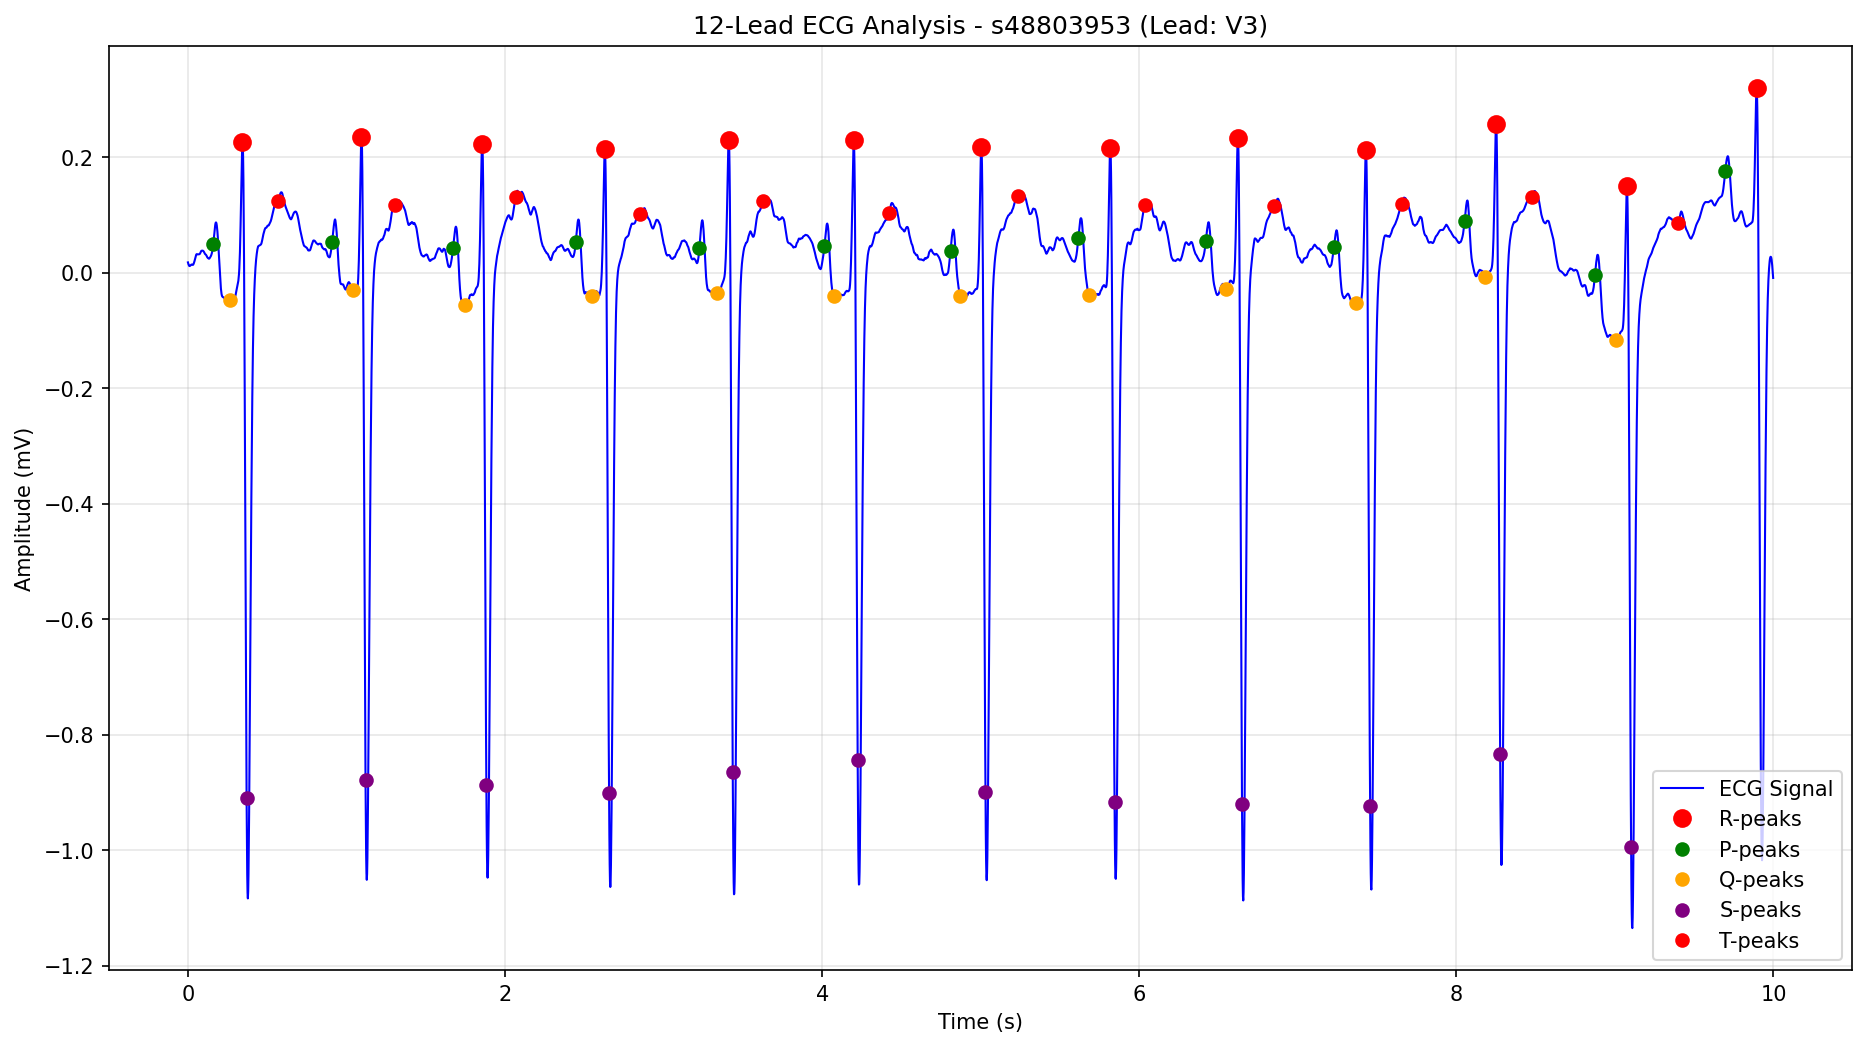 12-Lead ECG Analysis - s48803953 (Lead: V3)
Amplitude (mV)
0.2
0.0
−0.2
−0.4
−0.6
−0.8
−1.0
−1.2
ECG Signal
R-peaks
P-peaks
Q-peaks
S-peaks
T-peaks
0 2 4 6 8 10
Time (s)